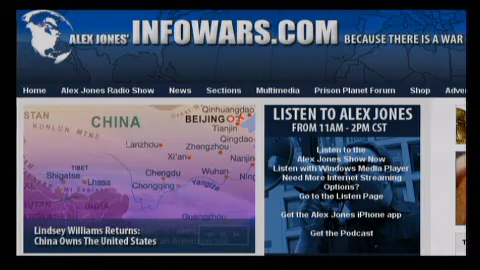 ALEX JONES' INFOWARS.COM BECAUSE THERE IS A WAR
Home Alex Jones Radio Show News Sections Multimedia Prison Planet Forum Shop Adver
STAN
CHINA
KUNLUN MTNS.
Qinhuangdao
BEIJING
Tianjin
Lanzhou
Zhengzhou
Xi'an
Nanjin
TIBET
Shigatse
Lhasa
Chengdu
Wuhan
Ning
Chongqing
Yangtze
Guangzhou
Lindsey Williams Returns:
China Owns The United States
LISTEN TO ALEX JONES
FROM 11AM - 2PM CST
Listen to the
Alex Jones Show Now
Listen with Windows Media Player
Need More Internet Streaming
Options?
Go to the Listen Page
Get the Alex Jones iPhone app
Get the Podcast
T